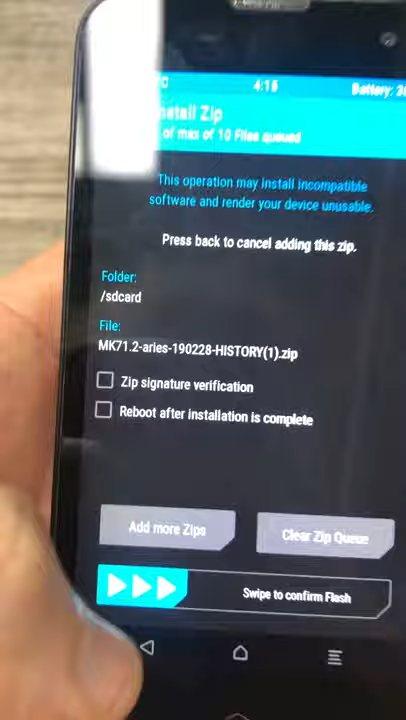 4:15
Battery: 3
Install Zip
of max of 10 Files queued
This operation may install incompatible
software and render your device unusable.
Press back to cancel adding this zip.
Folder:
/sdcard
File:
MK71.2-aries-190228-HISTORY(1).zip
Zip signature verification
Reboot after installation is complete
Add more Zips
Clear Zip Queue
Swipe to confirm Flash